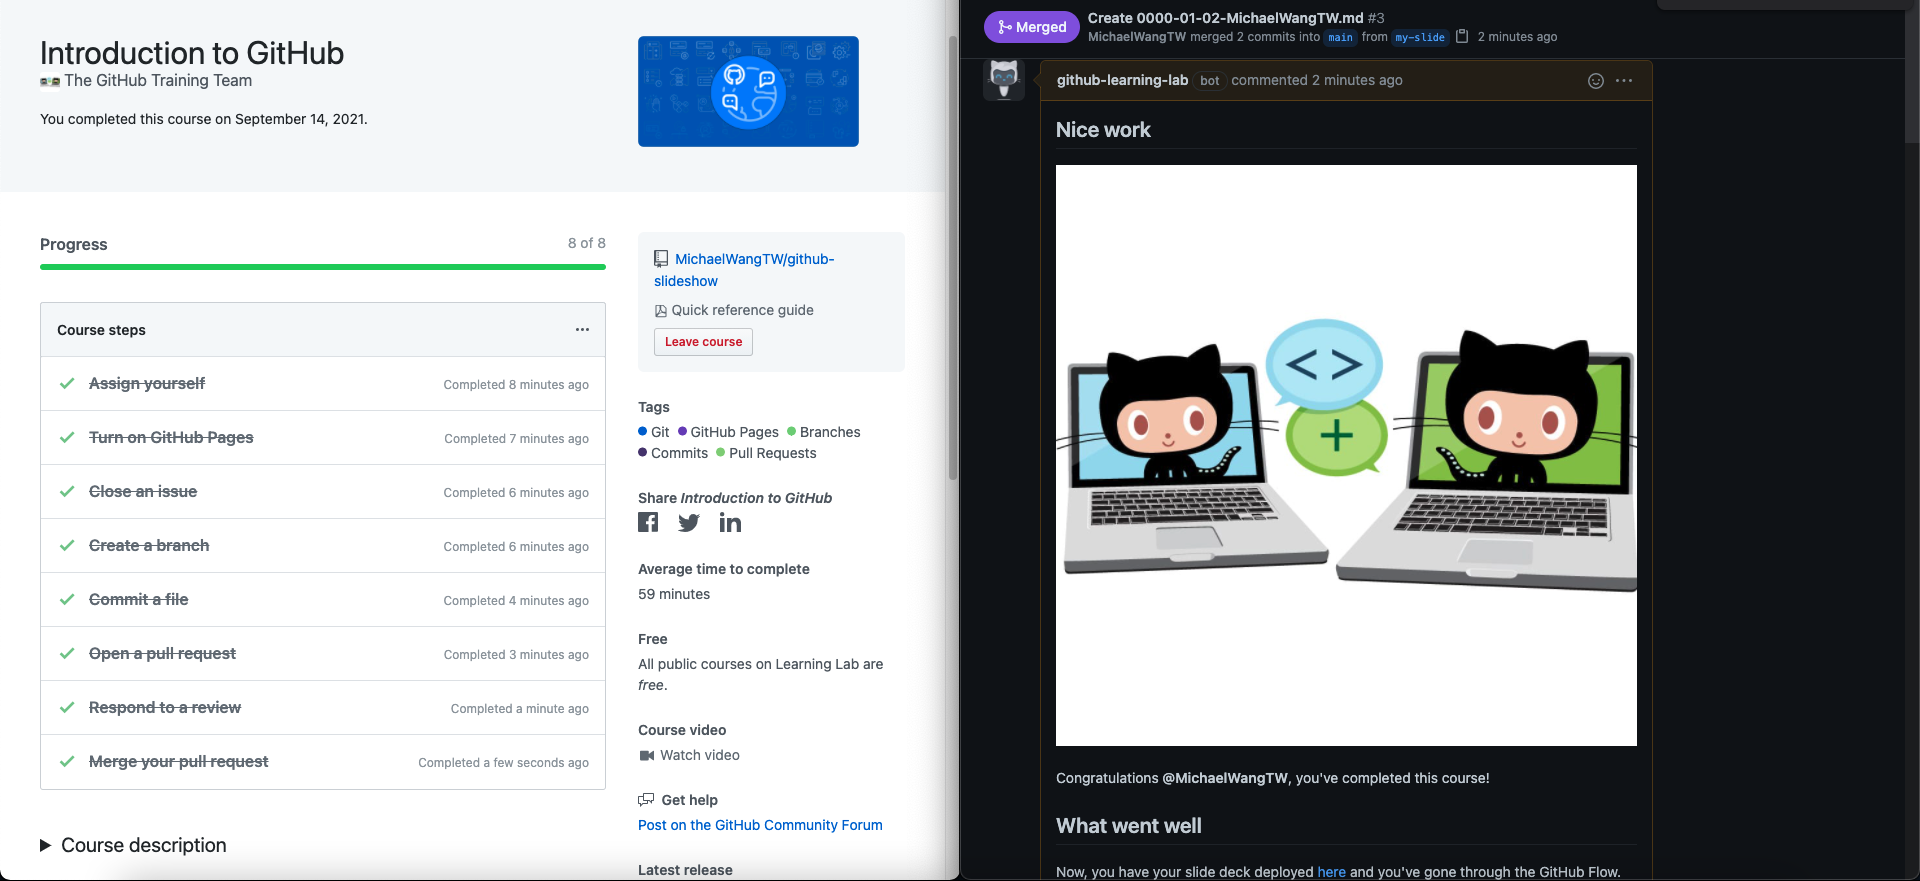 Introduction to GitHub
The GitHub Training Team
You completed this course on September 14, 2021.
Progress
8 of 8
Course steps
Assign yourself
Completed 8 minutes ago
Turn on GitHub Pages
Completed 7 minutes ago
Close an issue
Completed 6 minutes ago
Create a branch
Completed 6 minutes ago
Commit a file
Completed 4 minutes ago
Open a pull request
Completed 3 minutes ago
Respond to a review
Completed a minute ago
Merge your pull request
Completed a few seconds ago
Course description
MichaelWangTW/github-
slideshow
Quick reference guide
Leave course
Tags
Git GitHub Pages Branches
Commits Pull Requests
Share Introduction to GitHub
Average time to complete
59 minutes
Free
All public courses on Learning Lab are
free.
Course video
Watch video
Get help
Post on the GitHub Community Forum
Latest release
Merged
Create 0000-01-02-MichaelWangTW.md #3
MichaelWangTW merged 2 commits into main from my-slide 2 minutes ago
github-learning-lab bot commented 2 minutes ago
Nice work
Congratulations @MichaelWangTW, you've completed this course!
What went well
Now, you have your slide deck deployed here and you've gone through the GitHub Flow.